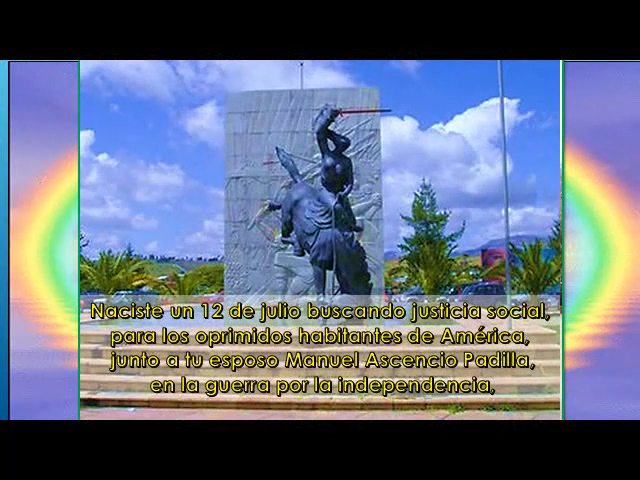 Naciste un 12 de julio buscando justicia social,
para los oprimidos habitantes de América,
junto a tu esposo Manuel Ascencio Padilla,
en la guerra por la independencia,